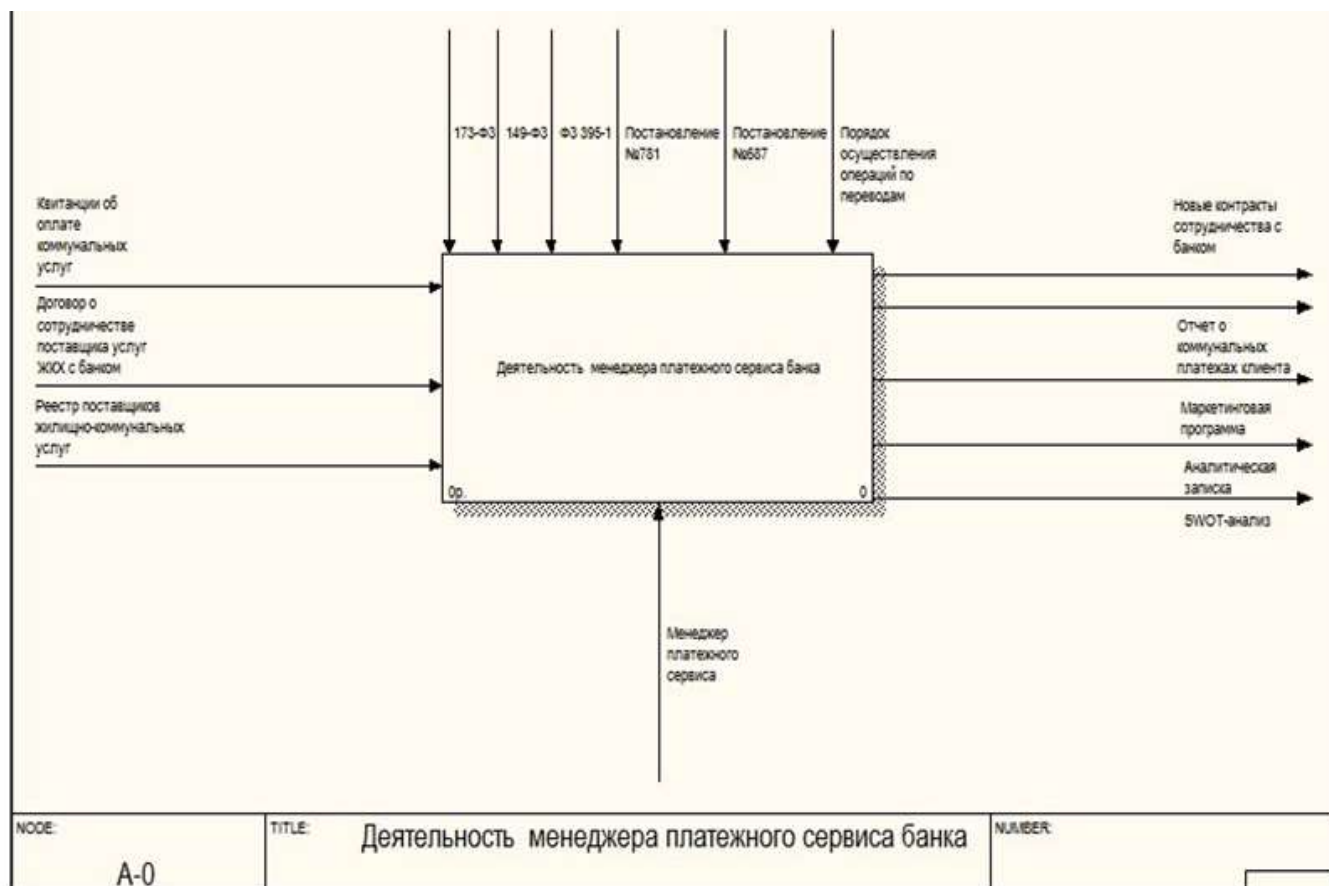 173-ФЗ
149-ФЗ
ФЗ 395-1
Постановление
№781
Постановление
№687
Порядок
осуществления
операций по
переводам
Квитанции об
оплате
коммунальных
услуг
Договор о
сотрудничестве
поставщика услуг
ЖКХ с банком
Реестр поставщиков
жилищно-коммунальных
услуг
Деятельность менеджера платежного сервиса банка
0р.
0
Новые контракты
сотрудничества с
банком
Отчет о
коммунальных
платежах клиента
Маркетинговая
программа
Аналитическая
записка
SWOT-анализ
Менеджер
платежного
сервиса
NODE:
A-0
TITLE:
Деятельность менеджера платежного сервиса банка
NUMBER: